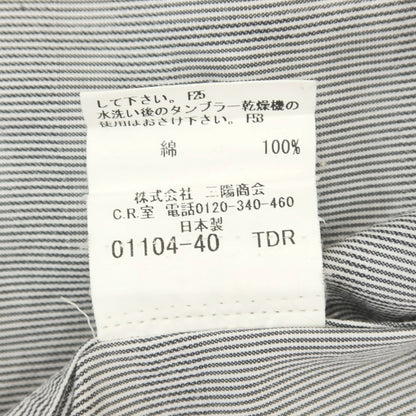 して下さい。 F25
水洗い後のタンブラー乾燥機の
使用はおさけ下さい。 F53
綿 100%
株式会社 三陽商会
C.R.室 電話0120-340-460
日本製
01104-40 TDR